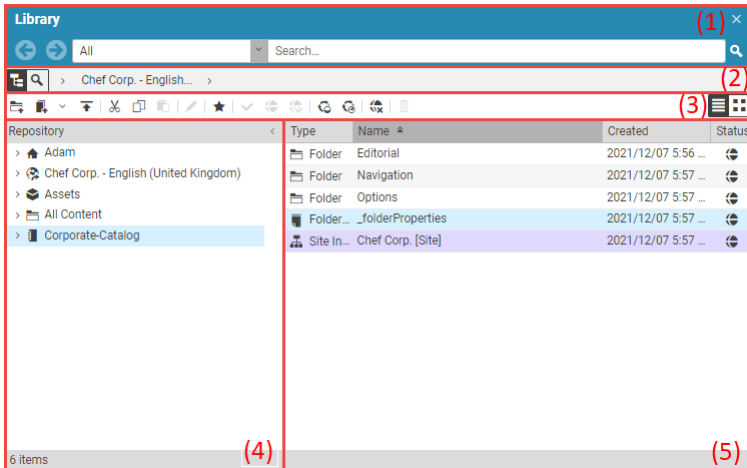 Library (1) ×
All Search...
> Chef Corp. - English... > (2)
(3)
Repository < Type Name Created Status
> Adam Folder Editorial 2021/12/07 5:56 ...
> Chef Corp. - English (United Kingdom) Folder Navigation 2021/12/07 5:57 ...
> Assets Folder Options 2021/12/07 5:57 ...
> All Content Folder... _folderProperties 2021/12/07 5:57 ...
> Corporate-Catalog Site In... Chef Corp. [Site] 2021/12/07 5:57 ...
6 items (4) (5)